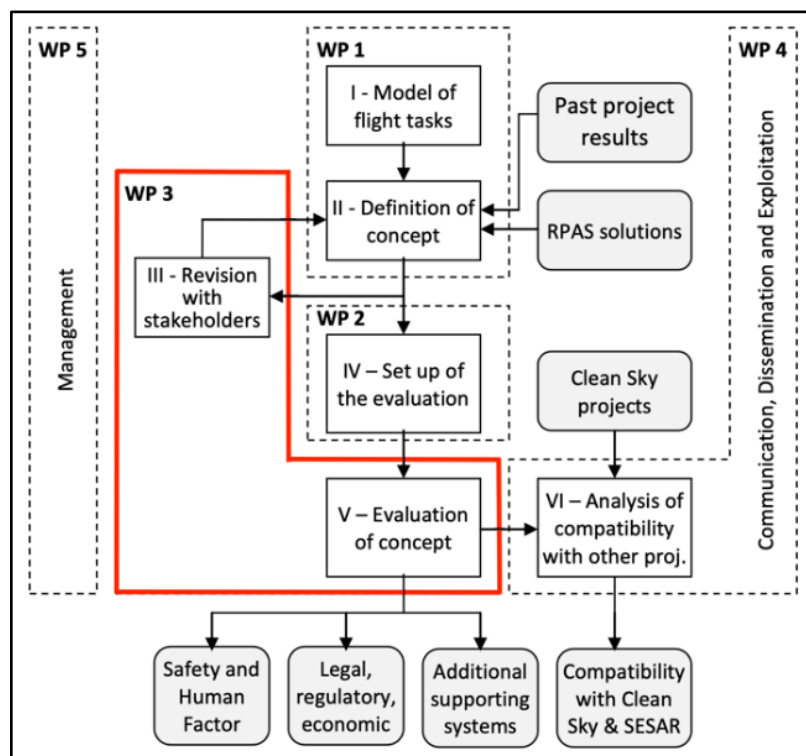 WP 5
WP 1
WP 4
I - Model of
flight tasks
Past project
results
WP 3
II - Definition of
concept
RPAS solutions
III - Revision
with
stakeholders
WP 2
IV – Set up of
the evaluation
Clean Sky
projects
Management
Communication, Dissemination and Exploitation
V – Evaluation
of concept
VI – Analysis of
compatibility
with other proj.
Safety and
Human
Factor
Legal,
regulatory,
economic
Additional
supporting
systems
Compatibility
with Clean
Sky & SESAR